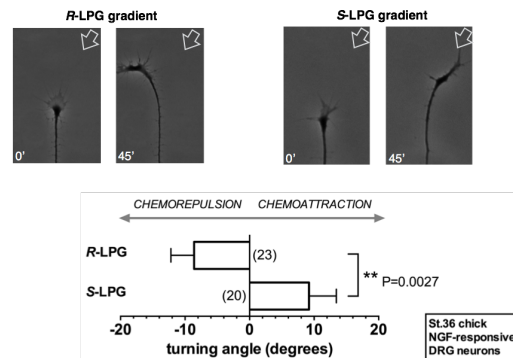 R-LPG gradient
S-LPG gradient
0'
45'
0'
45'
CHEMOREPULSION CHEMOATTRACTION
R-LPG
(23)
** P=0.0027
S-LPG
(20)
-20 -10 0 10 20
turning angle (degrees)
St.36 chick
NGF-responsive
DRG neurons